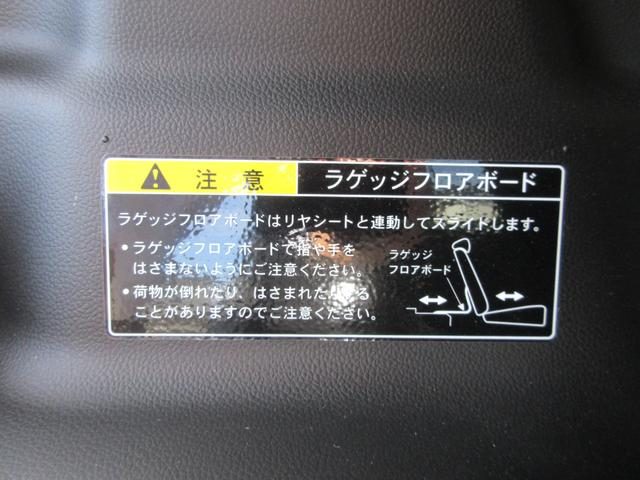 注意 ラゲッジフロアボード
ラゲッジフロアボードはリヤシートと連動してスライドします。
・ラゲッジフロアボードで指や手を
はさまないようにご注意ください。
・荷物が倒れたり、はさまれたりする
ことがありますのでご注意ください。
ラゲッジ
フロアボード